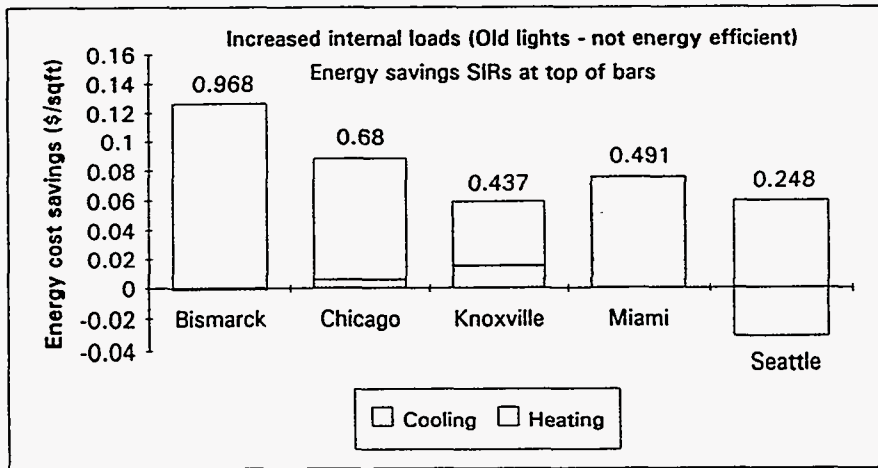 Increased internal loads (Old lights - not energy efficient)
Energy savings SIRs at top of bars
Energy cost savings ($/sqft)
0.16
0.14
0.12
0.1
0.08
0.06
0.04
0.02
0
-0.02
-0.04
0.968
0.68
0.437
0.491
0.248
Bismarck
Chicago
Knoxville
Miami
Seattle
Cooling
Heating